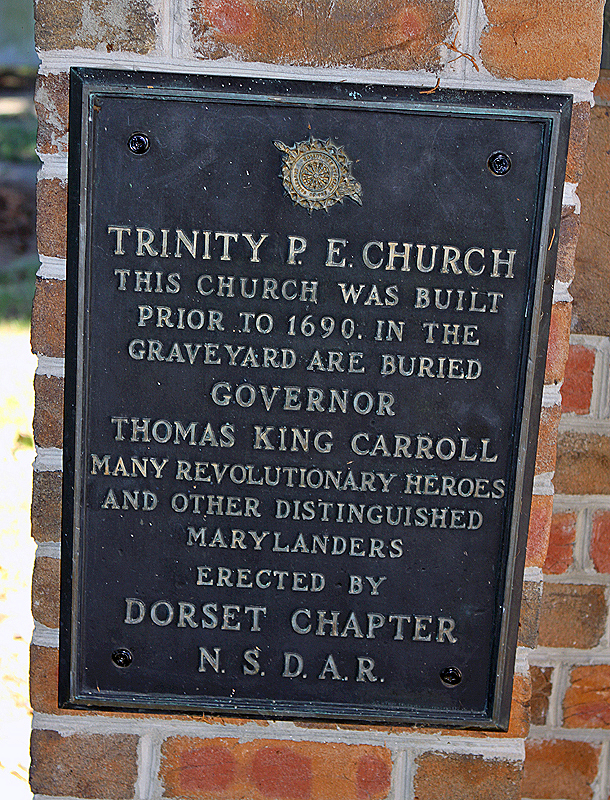 TRINITY P. E. CHURCH
THIS CHURCH WAS BUILT
PRIOR TO 1690. IN THE
GRAVEYARD ARE BURIED
GOVERNOR
THOMAS KING CARROLL
MANY REVOLUTIONARY HEROES
AND OTHER DISTINGUISHED
MARYLANDERS
ERECTED BY
DORSET CHAPTER
N. S. D. A. R.